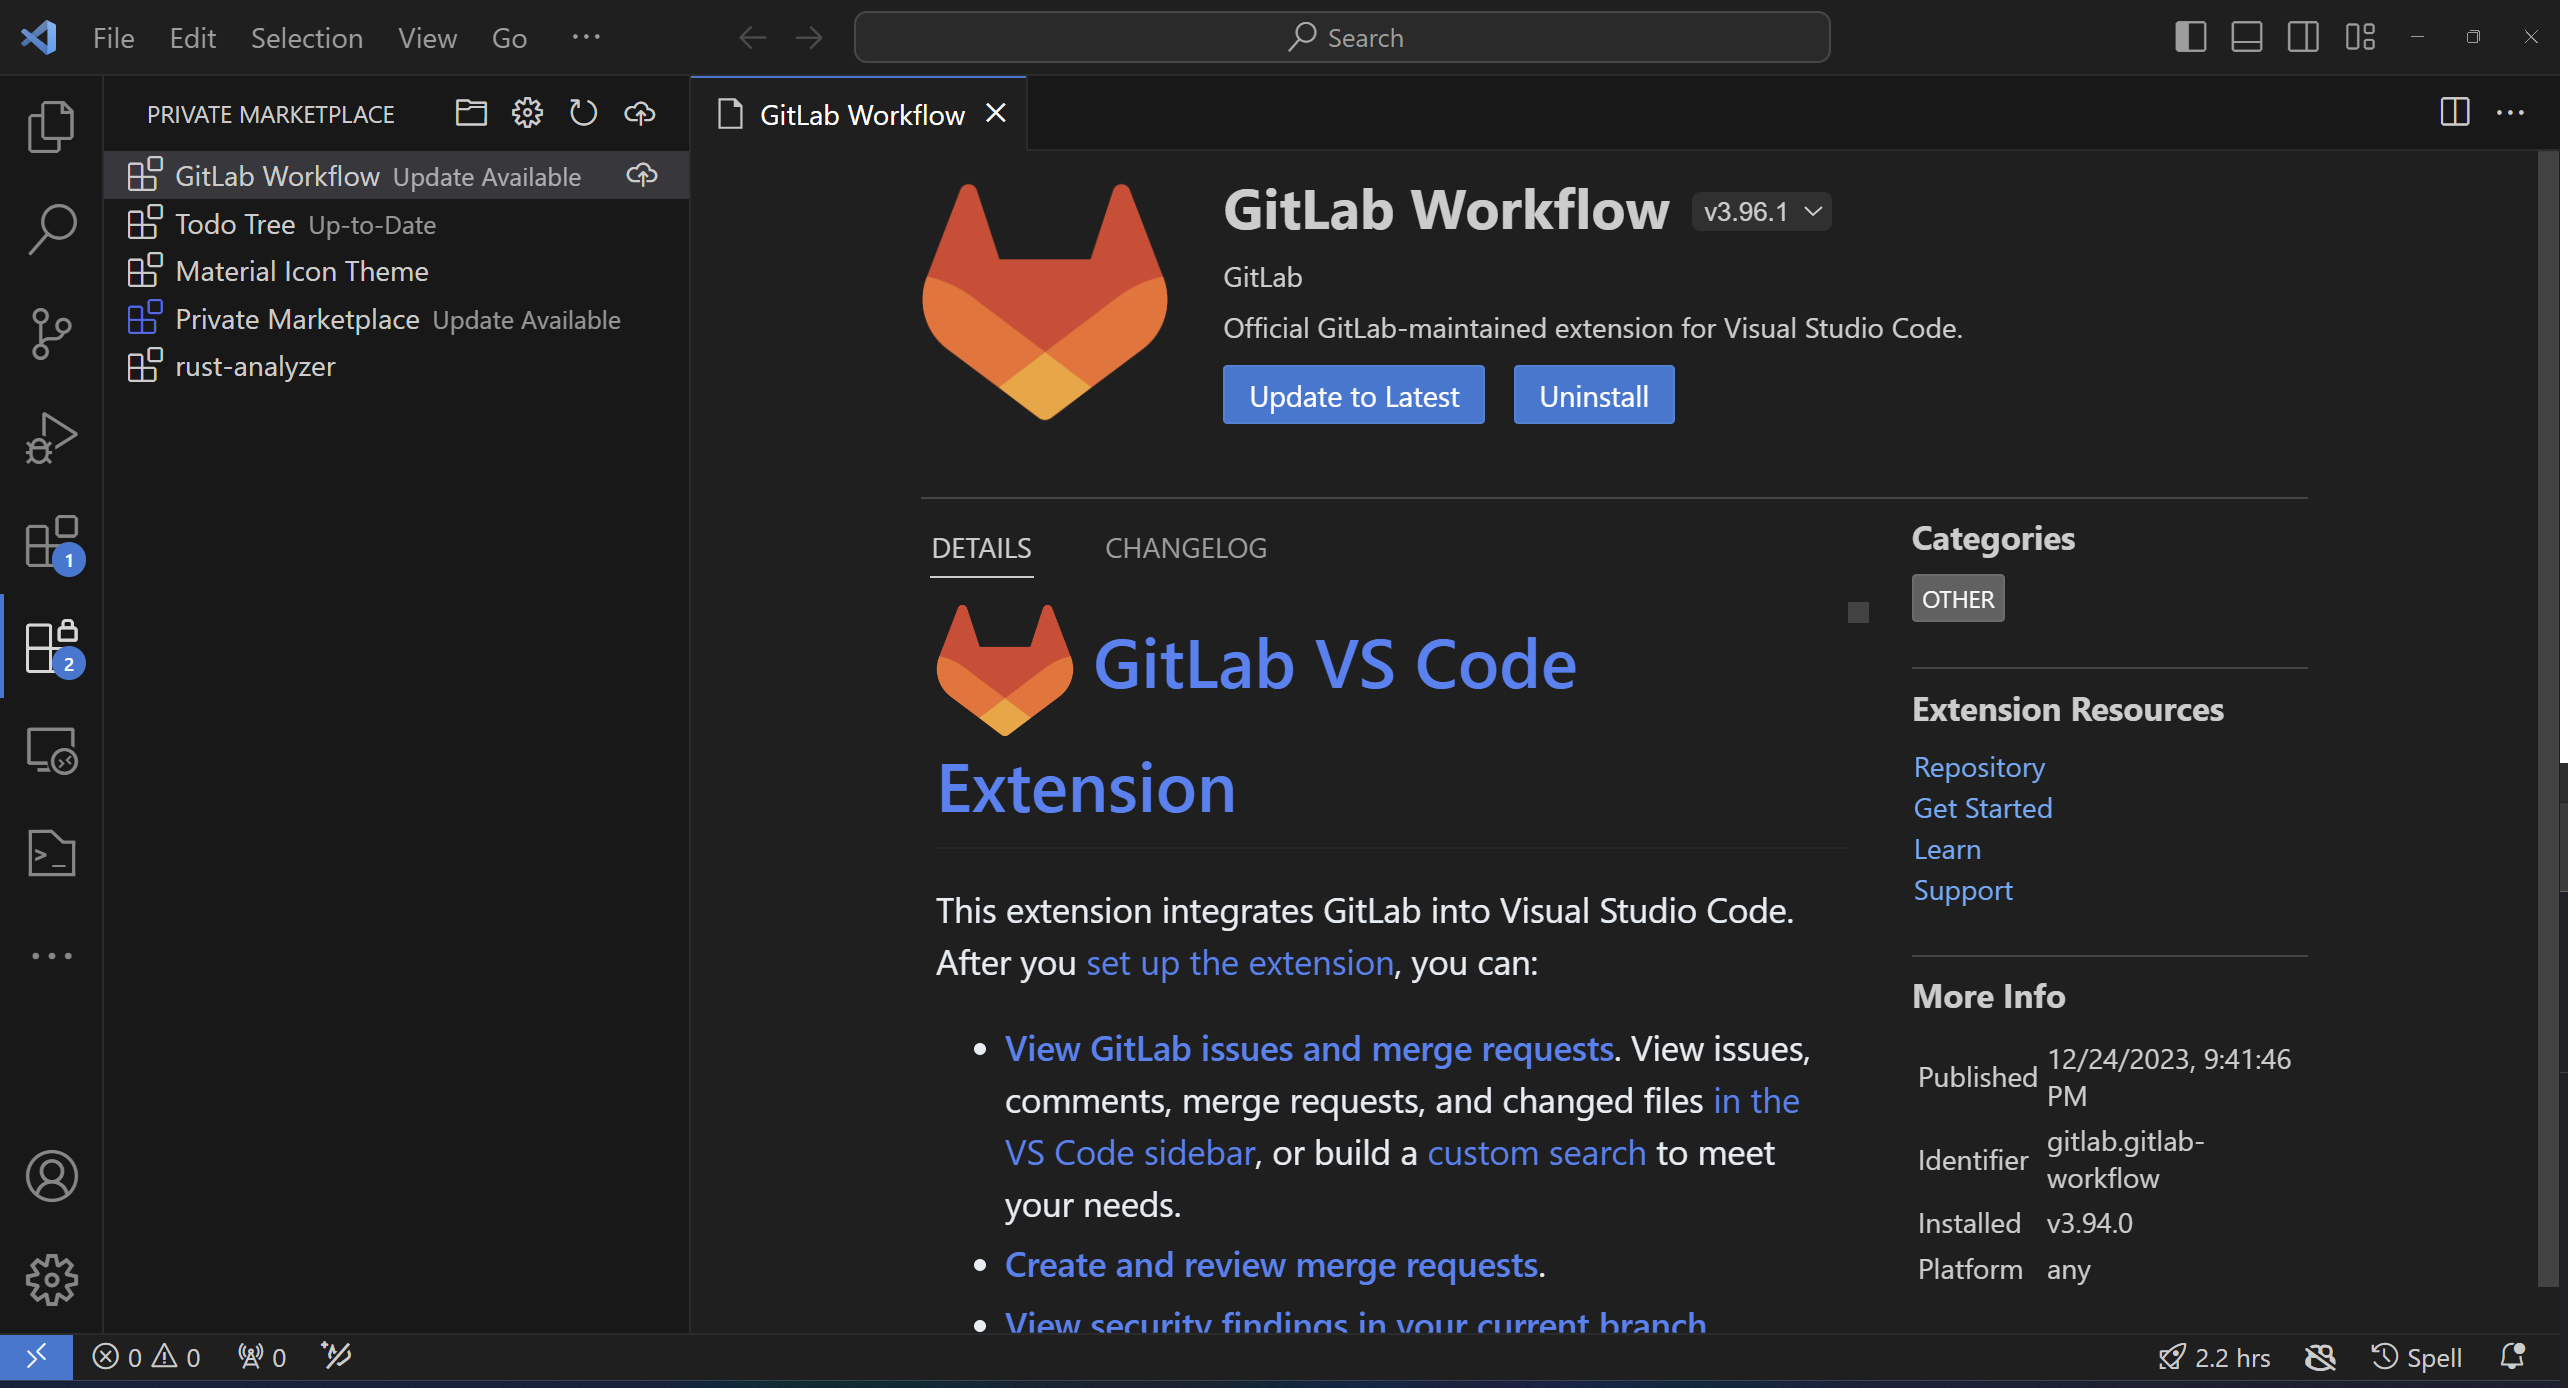 File Edit Selection View Go ···
Search
PRIVATE MARKETPLACE
GitLab Workflow Update Available
Todo Tree Up-to-Date
Material Icon Theme
Private Marketplace Update Available
rust-analyzer
1
2
GitLab Workflow
GitLab Workflow v3.96.1
GitLab
Official GitLab-maintained extension for Visual Studio Code.
Update to Latest Uninstall
DETAILS CHANGELOG
GitLab VS Code
Extension
This extension integrates GitLab into Visual Studio Code.
After you set up the extension, you can:
• View GitLab issues and merge requests. View issues,
comments, merge requests, and changed files in the
VS Code sidebar, or build a custom search to meet
your needs.
• Create and review merge requests.
• View security findings in your current branch
Categories
OTHER
Extension Resources
Repository
Get Started
Learn
Support
More Info
Published 12/24/2023, 9:41:46
PM
Identifier gitlab.gitlab-
workflow
Installed v3.94.0
Platform any
0 0 0
2.2 hrs Spell